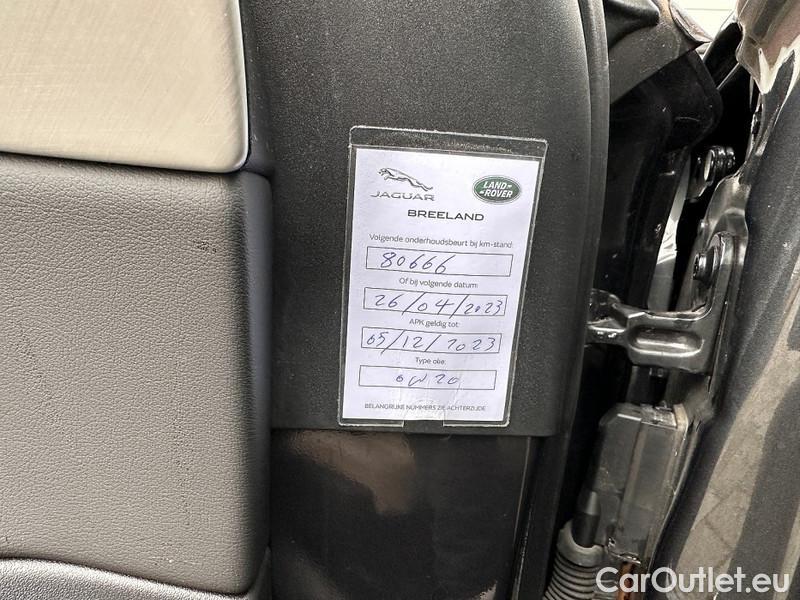 JAGUAR
LAND ROVER
BREELAND
Volgende onderhoudsbeurt bij km-stand:
80666
Of bij volgende datum:
26/04/2023
APK geldig tot:
05/12/2023
Type olie:
0W20
BELANGRIJKE NUMMERS ZIE ACHTERZIJDE
CarOutlet.eu